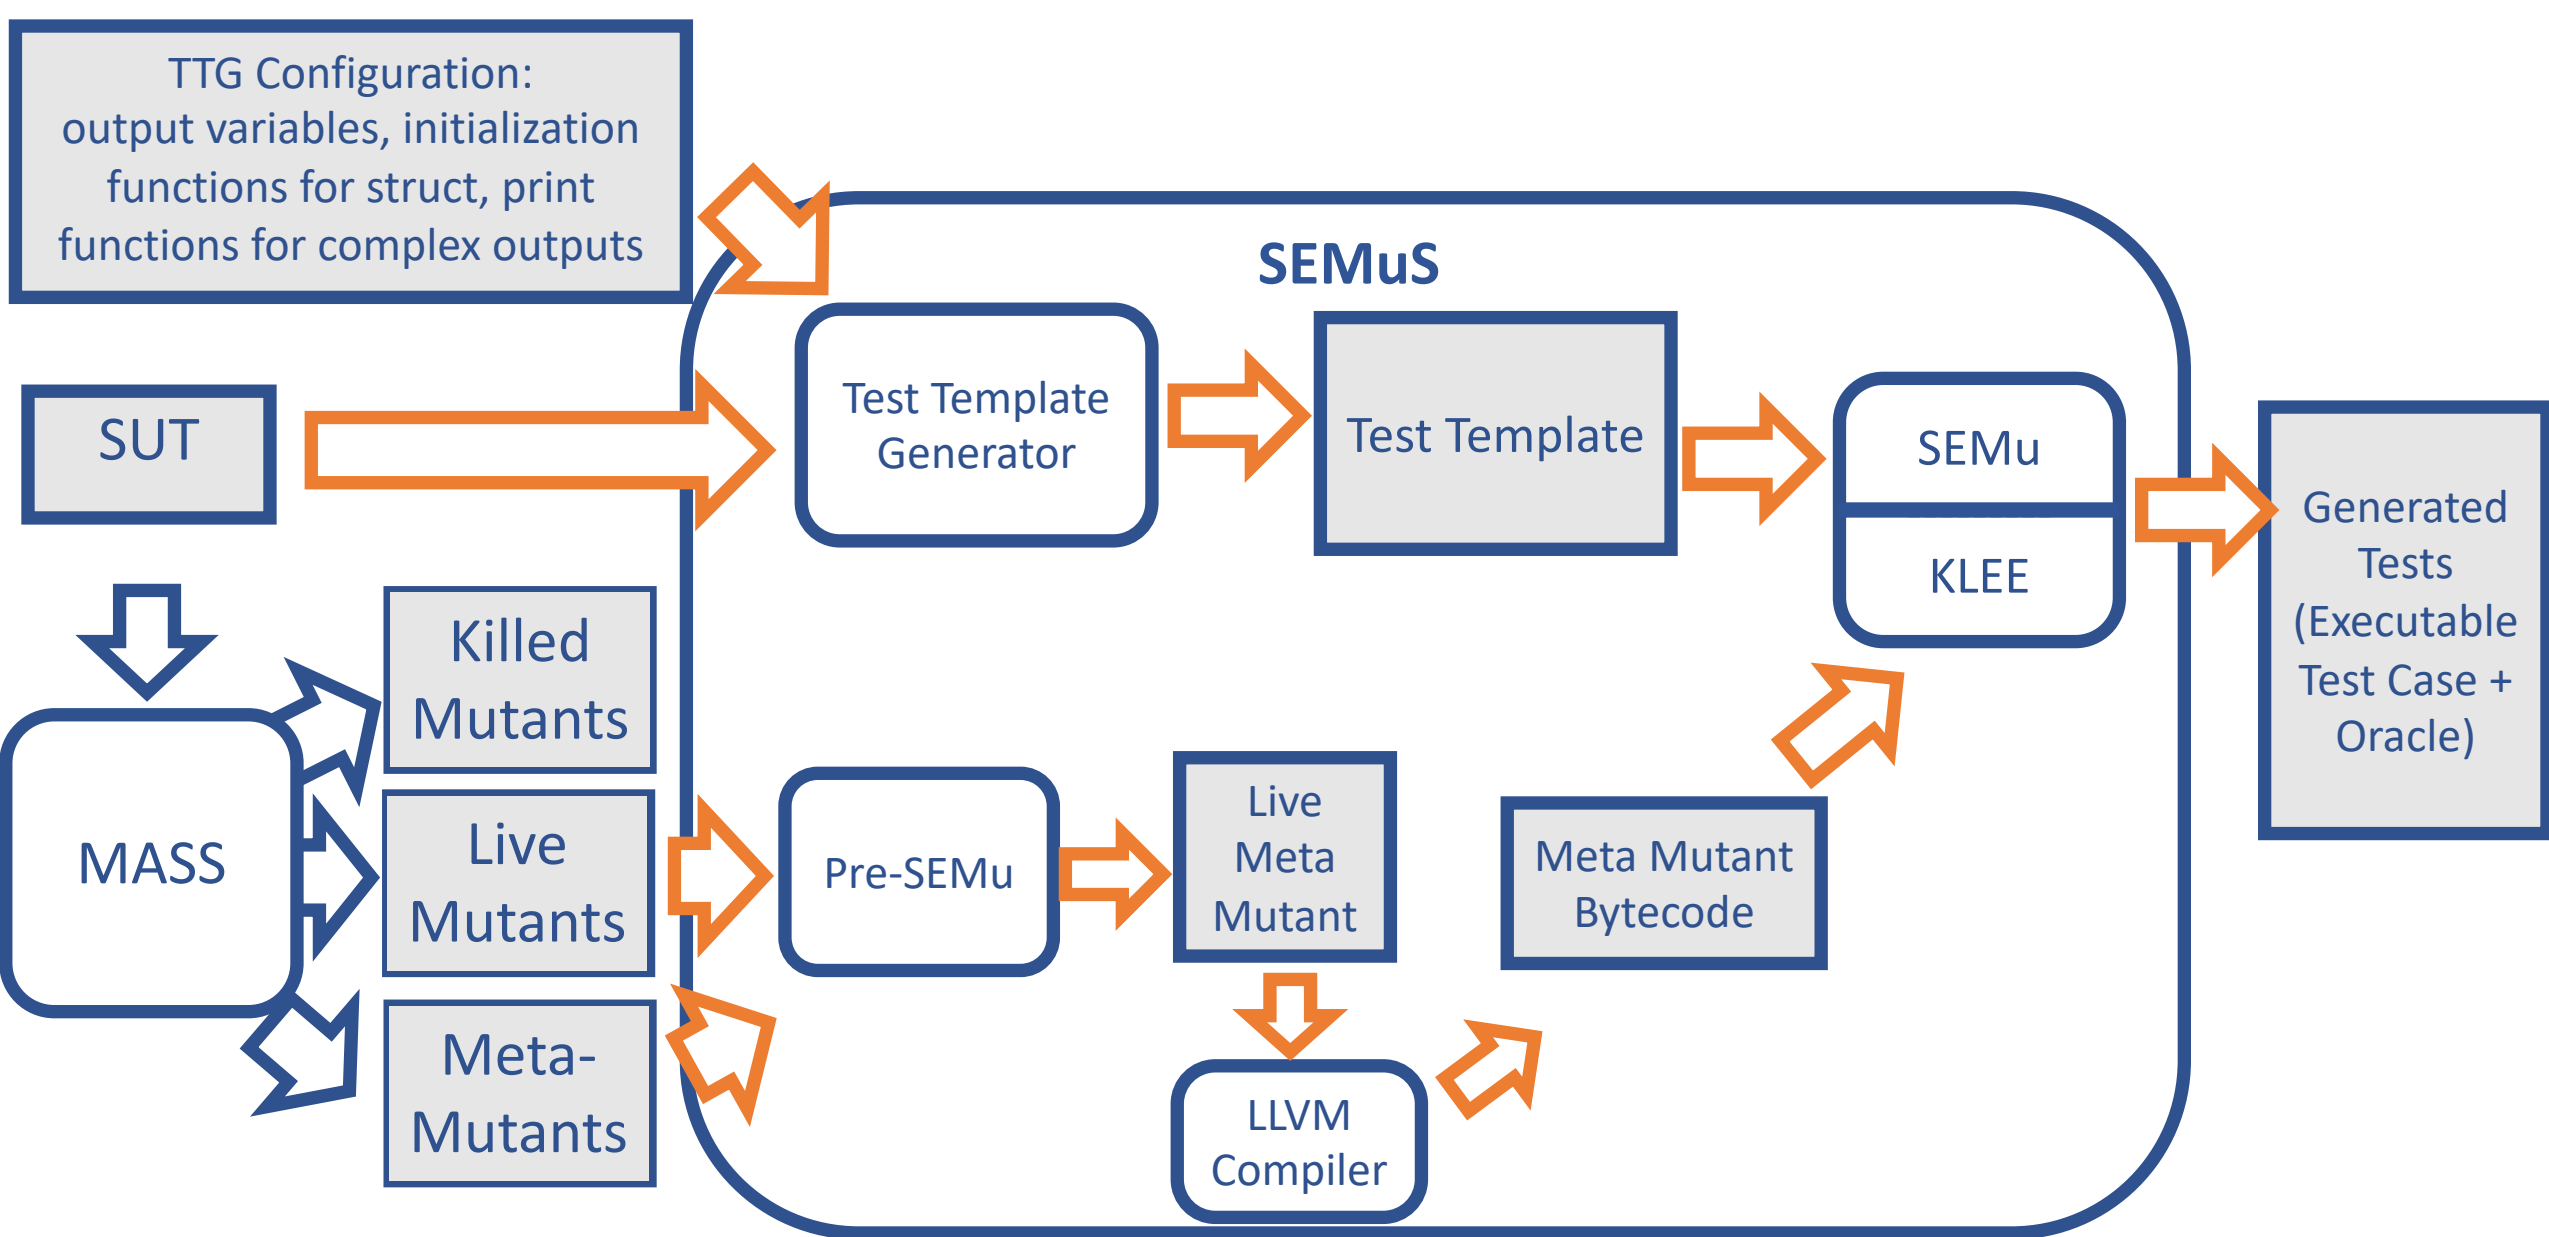 TTG Configuration:
output variables, initialization
functions for struct, print
functions for complex outputs
SEMuS
SUT
Test Template
Generator
Test Template
SEMu
KLEE
Generated
Tests
(Executable
Test Case +
Oracle)
Killed
Mutants
MASS
Live
Mutants
Meta-
Mutants
Pre-SEMu
Live
Meta
Mutant
Meta Mutant
Bytecode
LLVM
Compiler